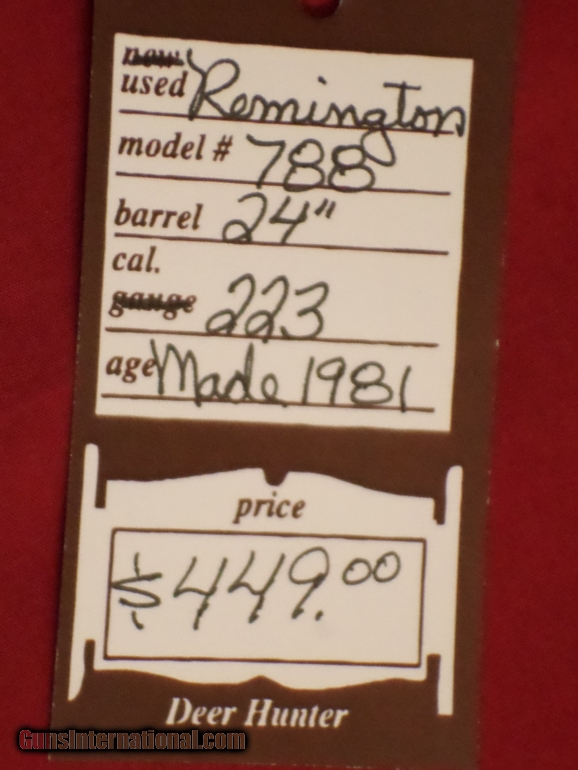 new
used Remington
model # 788
barrel 24"
cal.
gauge 223
age Made 1981
price
$449.00
Deer Hunter
GunsInternational.com